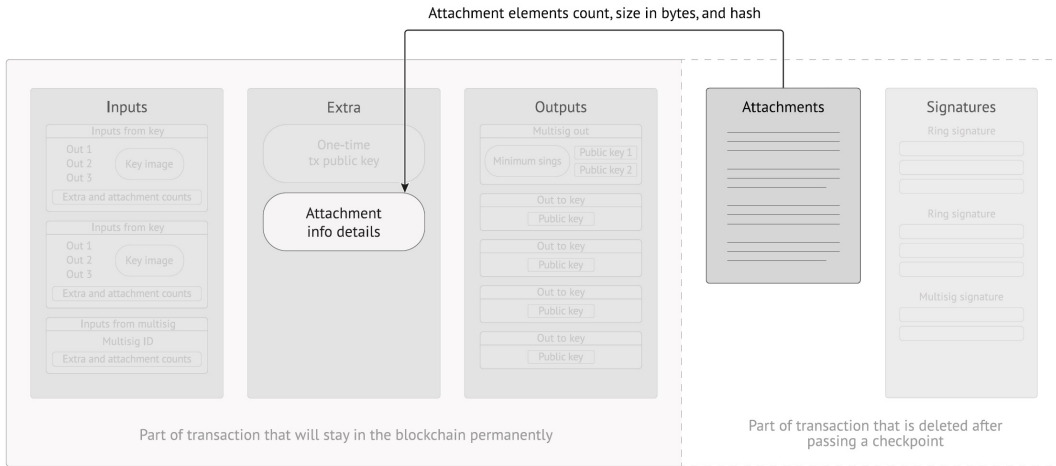 Attachment elements count, size in bytes, and hash
Inputs
Inputs from key
Out 1
Out 2
Out 3
Key image
Extra and attachment counts
Inputs from key
Out 1
Out 2
Out 3
Key image
Extra and attachment counts
Inputs from multisig
Multisig ID
Extra and attachment counts
Extra
One-time
tx public key
Attachment
info details
Outputs
Multisig out
Minimum sings
Public key 1
Public key 2
Out to key
Public key
Out to key
Public key
Out to key
Public key
Out to key
Public key
Attachments
Signatures
Ring signature
Ring signature
Multisig signature
Part of transaction that will stay in the blockchain permanently
Part of transaction that is deleted after
passing a checkpoint